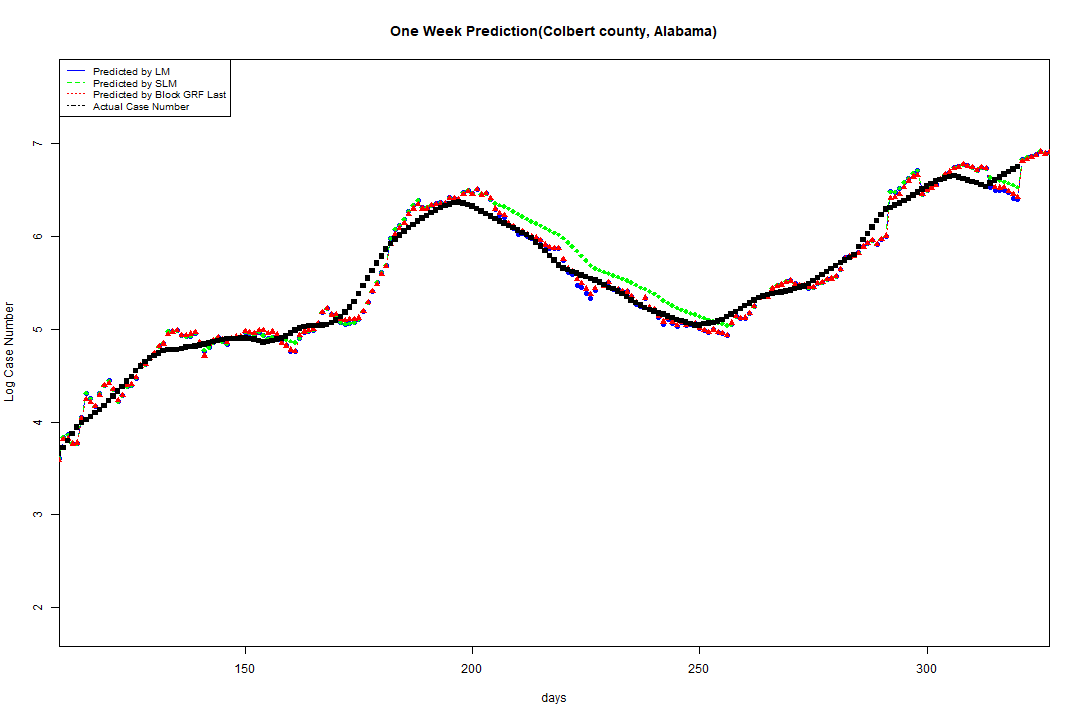 One Week Prediction(Colbert county, Alabama)
Predicted by LM
Predicted by SLM
Predicted by Block GRF Last
Actual Case Number
Log Case Number
7
6
5
4
3
2
150
200
250
300
days